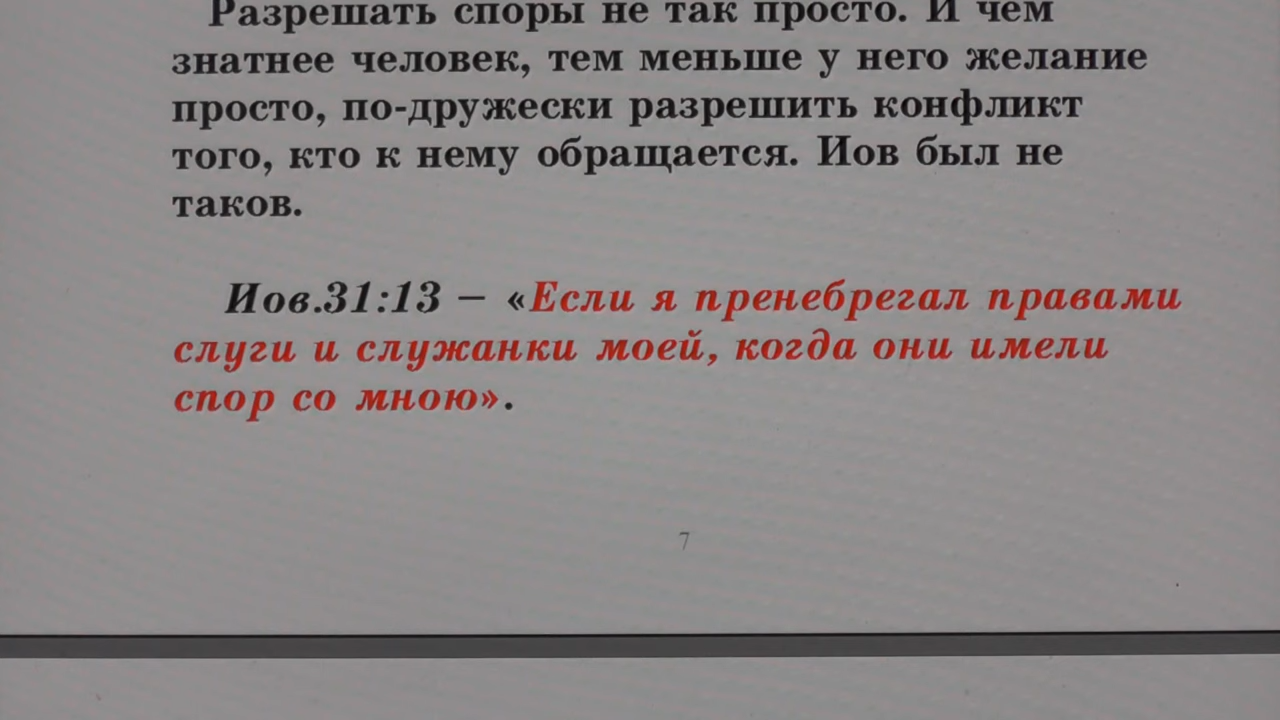 Разрешать споры не так просто. И чем
знатнее человек, тем меньше у него желание
просто, по-дружески разрешить конфликт
того, кто к нему обращается. Иов был не
таков.
Иов.31:13 – «Если я пренебрегал правами
слуги и служанки моей, когда они имели
спор со мною».
7